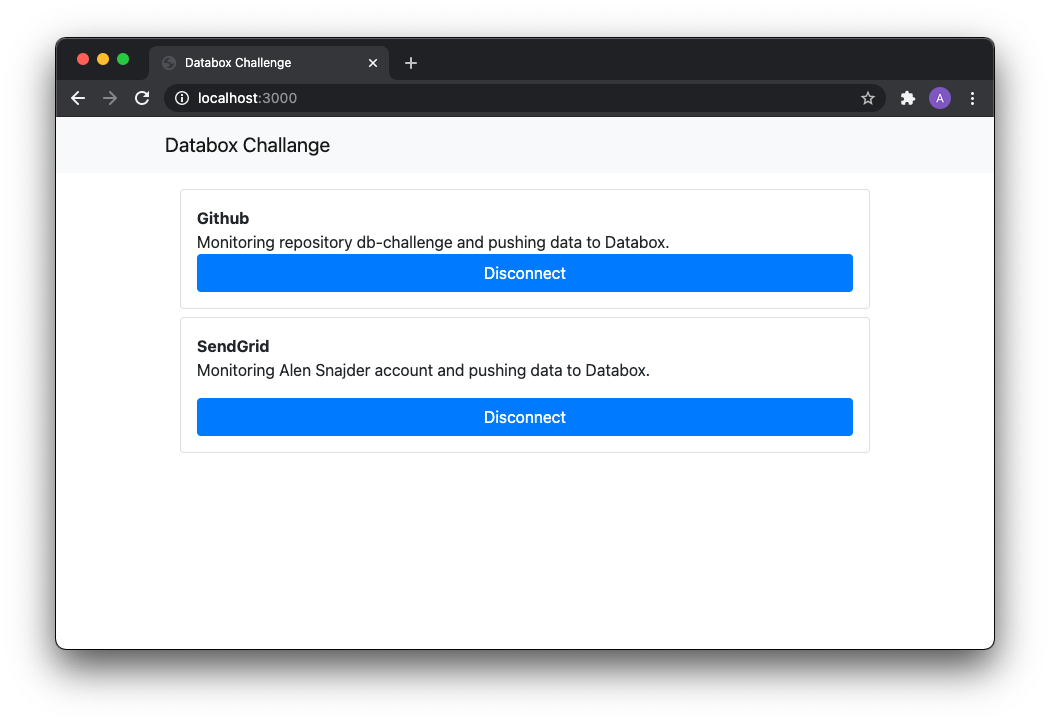 Databox Challenge
localhost:3000
A
Databox Challange
Github
Monitoring repository db-challenge and pushing data to Databox.
Disconnect
SendGrid
Monitoring Alen Snajder account and pushing data to Databox.
Disconnect